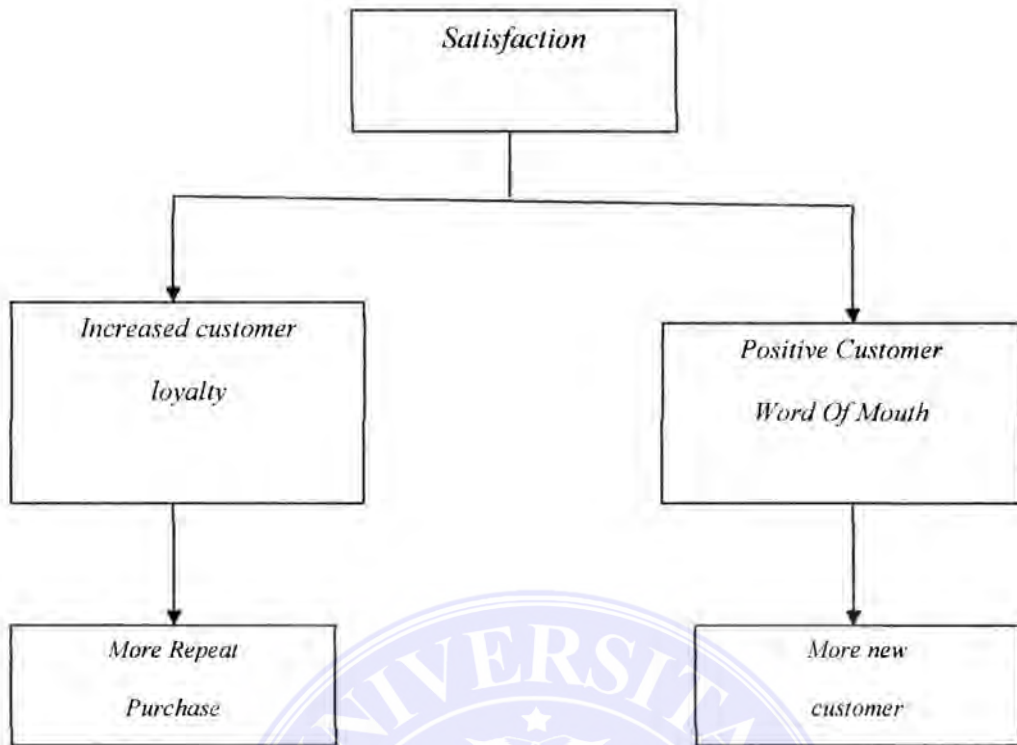 Satisfaction
Increased customer
loyalty
Positive Customer
Word Of Mouth
More Repeat
Purchase
More new
customer